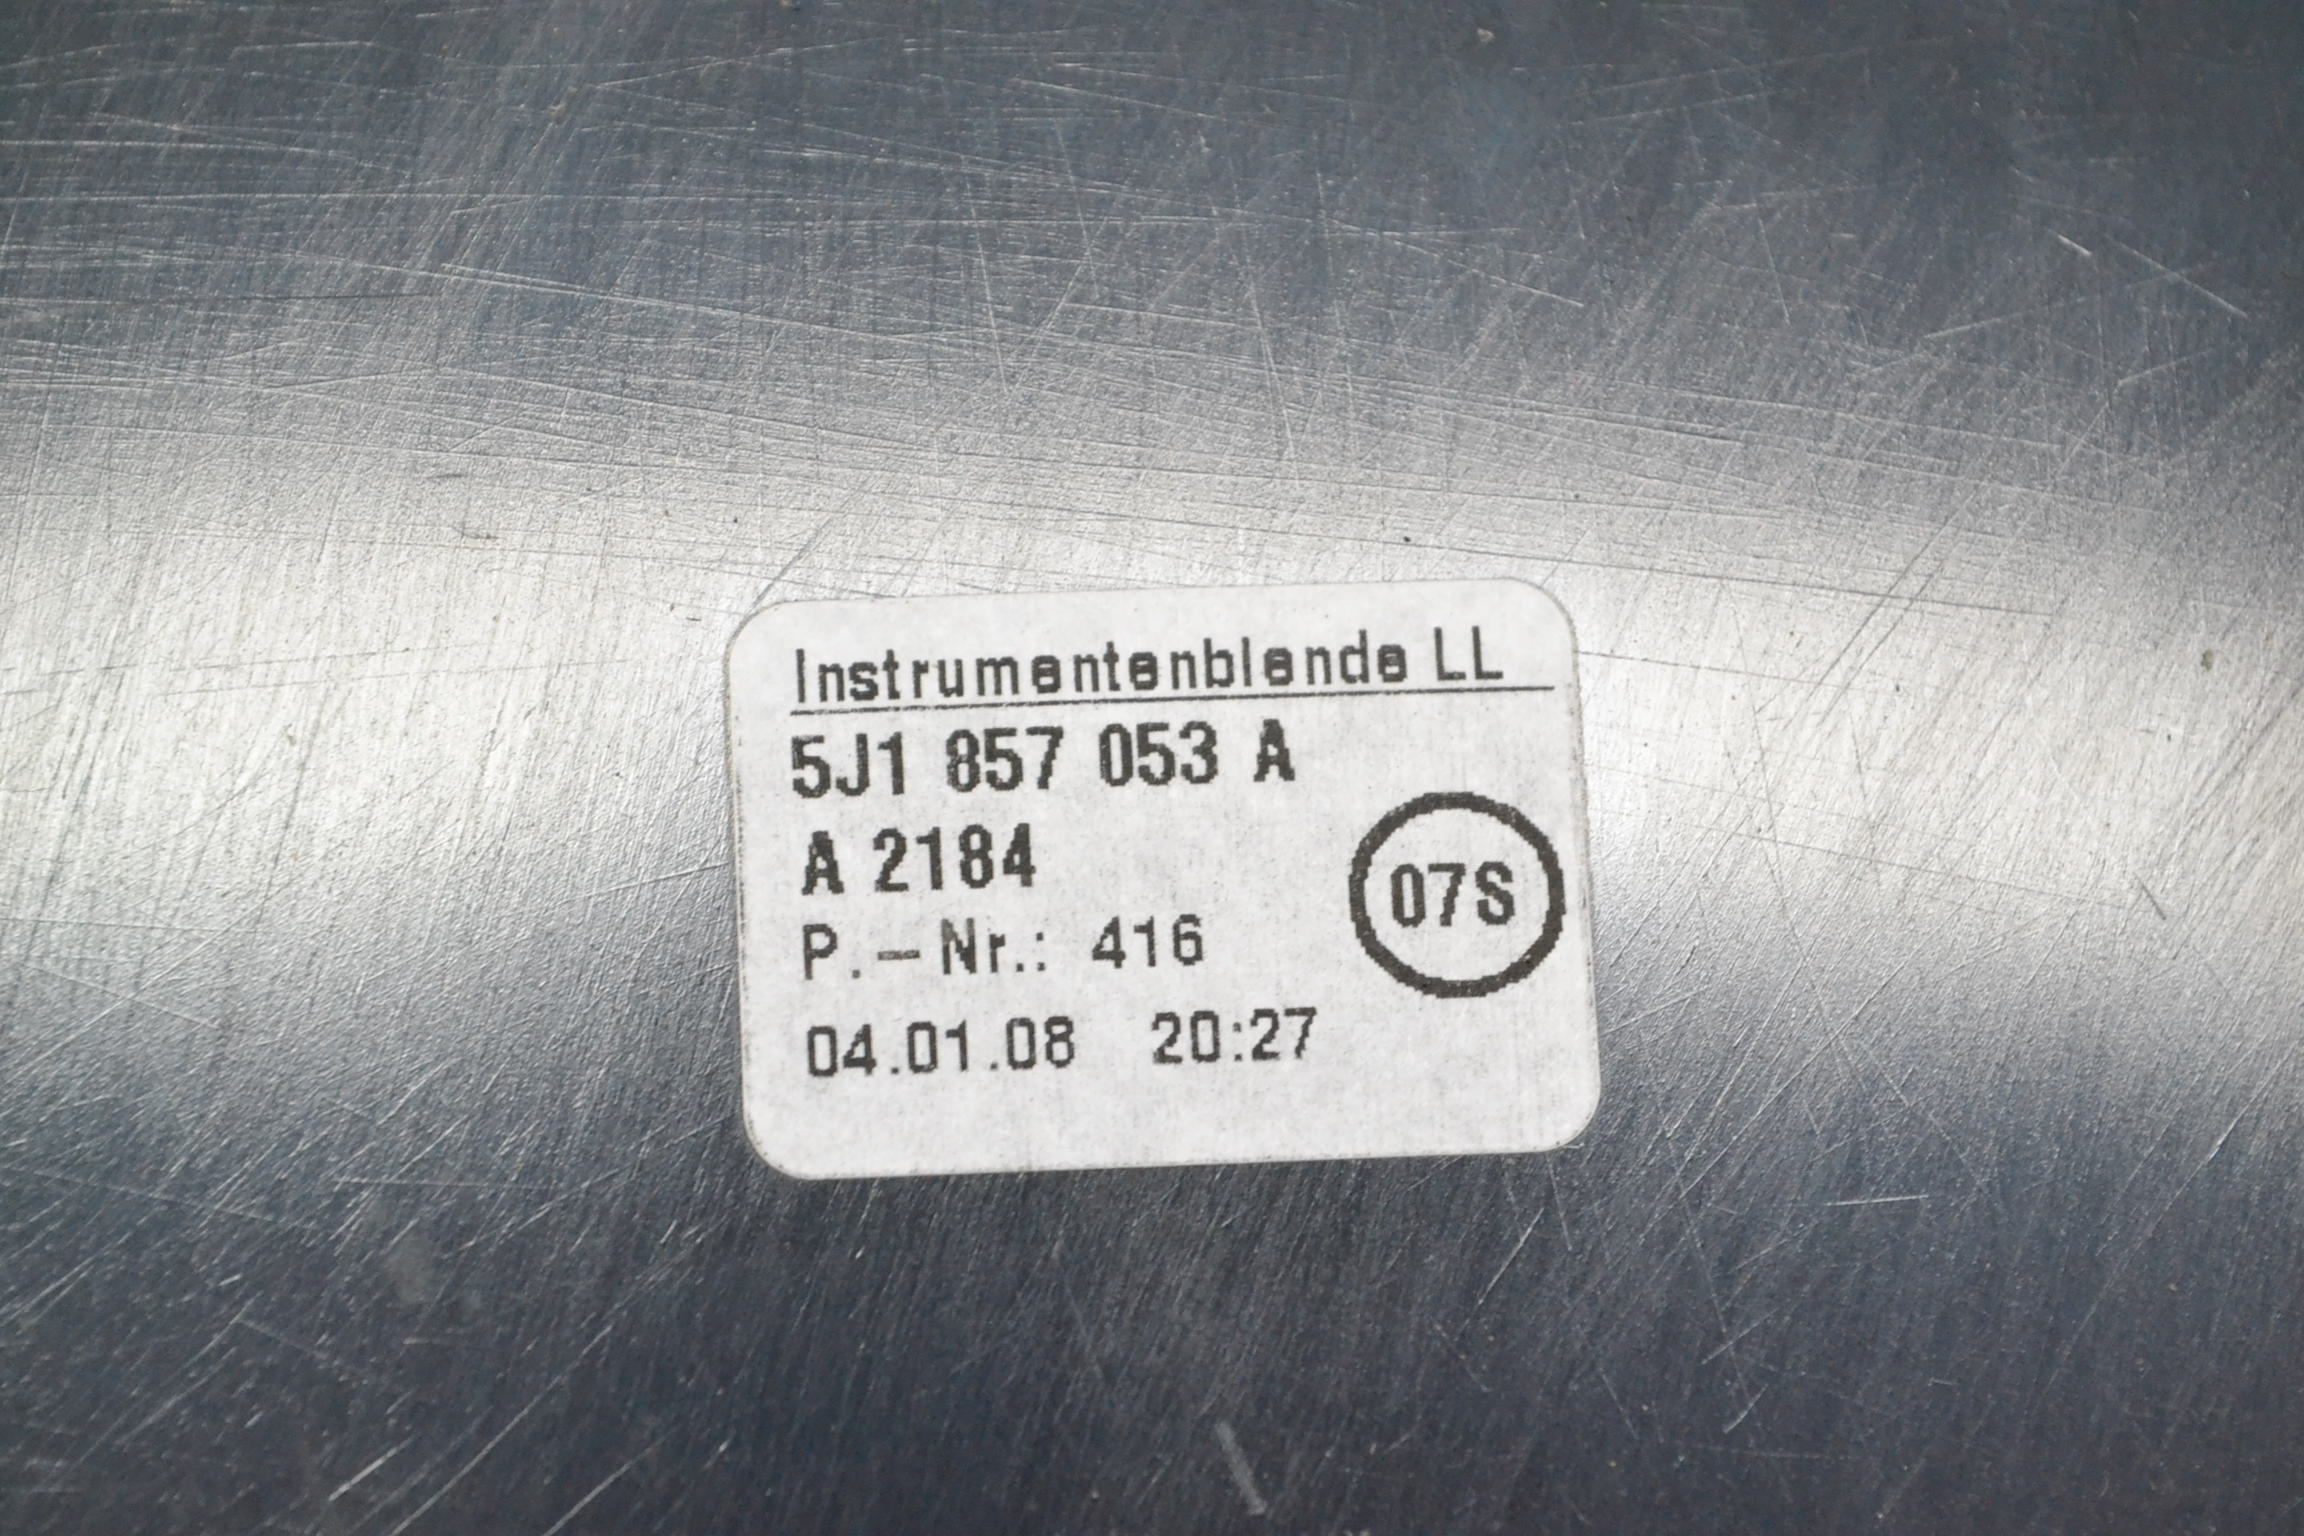 Instrumentenblende LL
5J1 857 053 A
A 2184
07S
P.-Nr.: 416
04.01.08 20:27